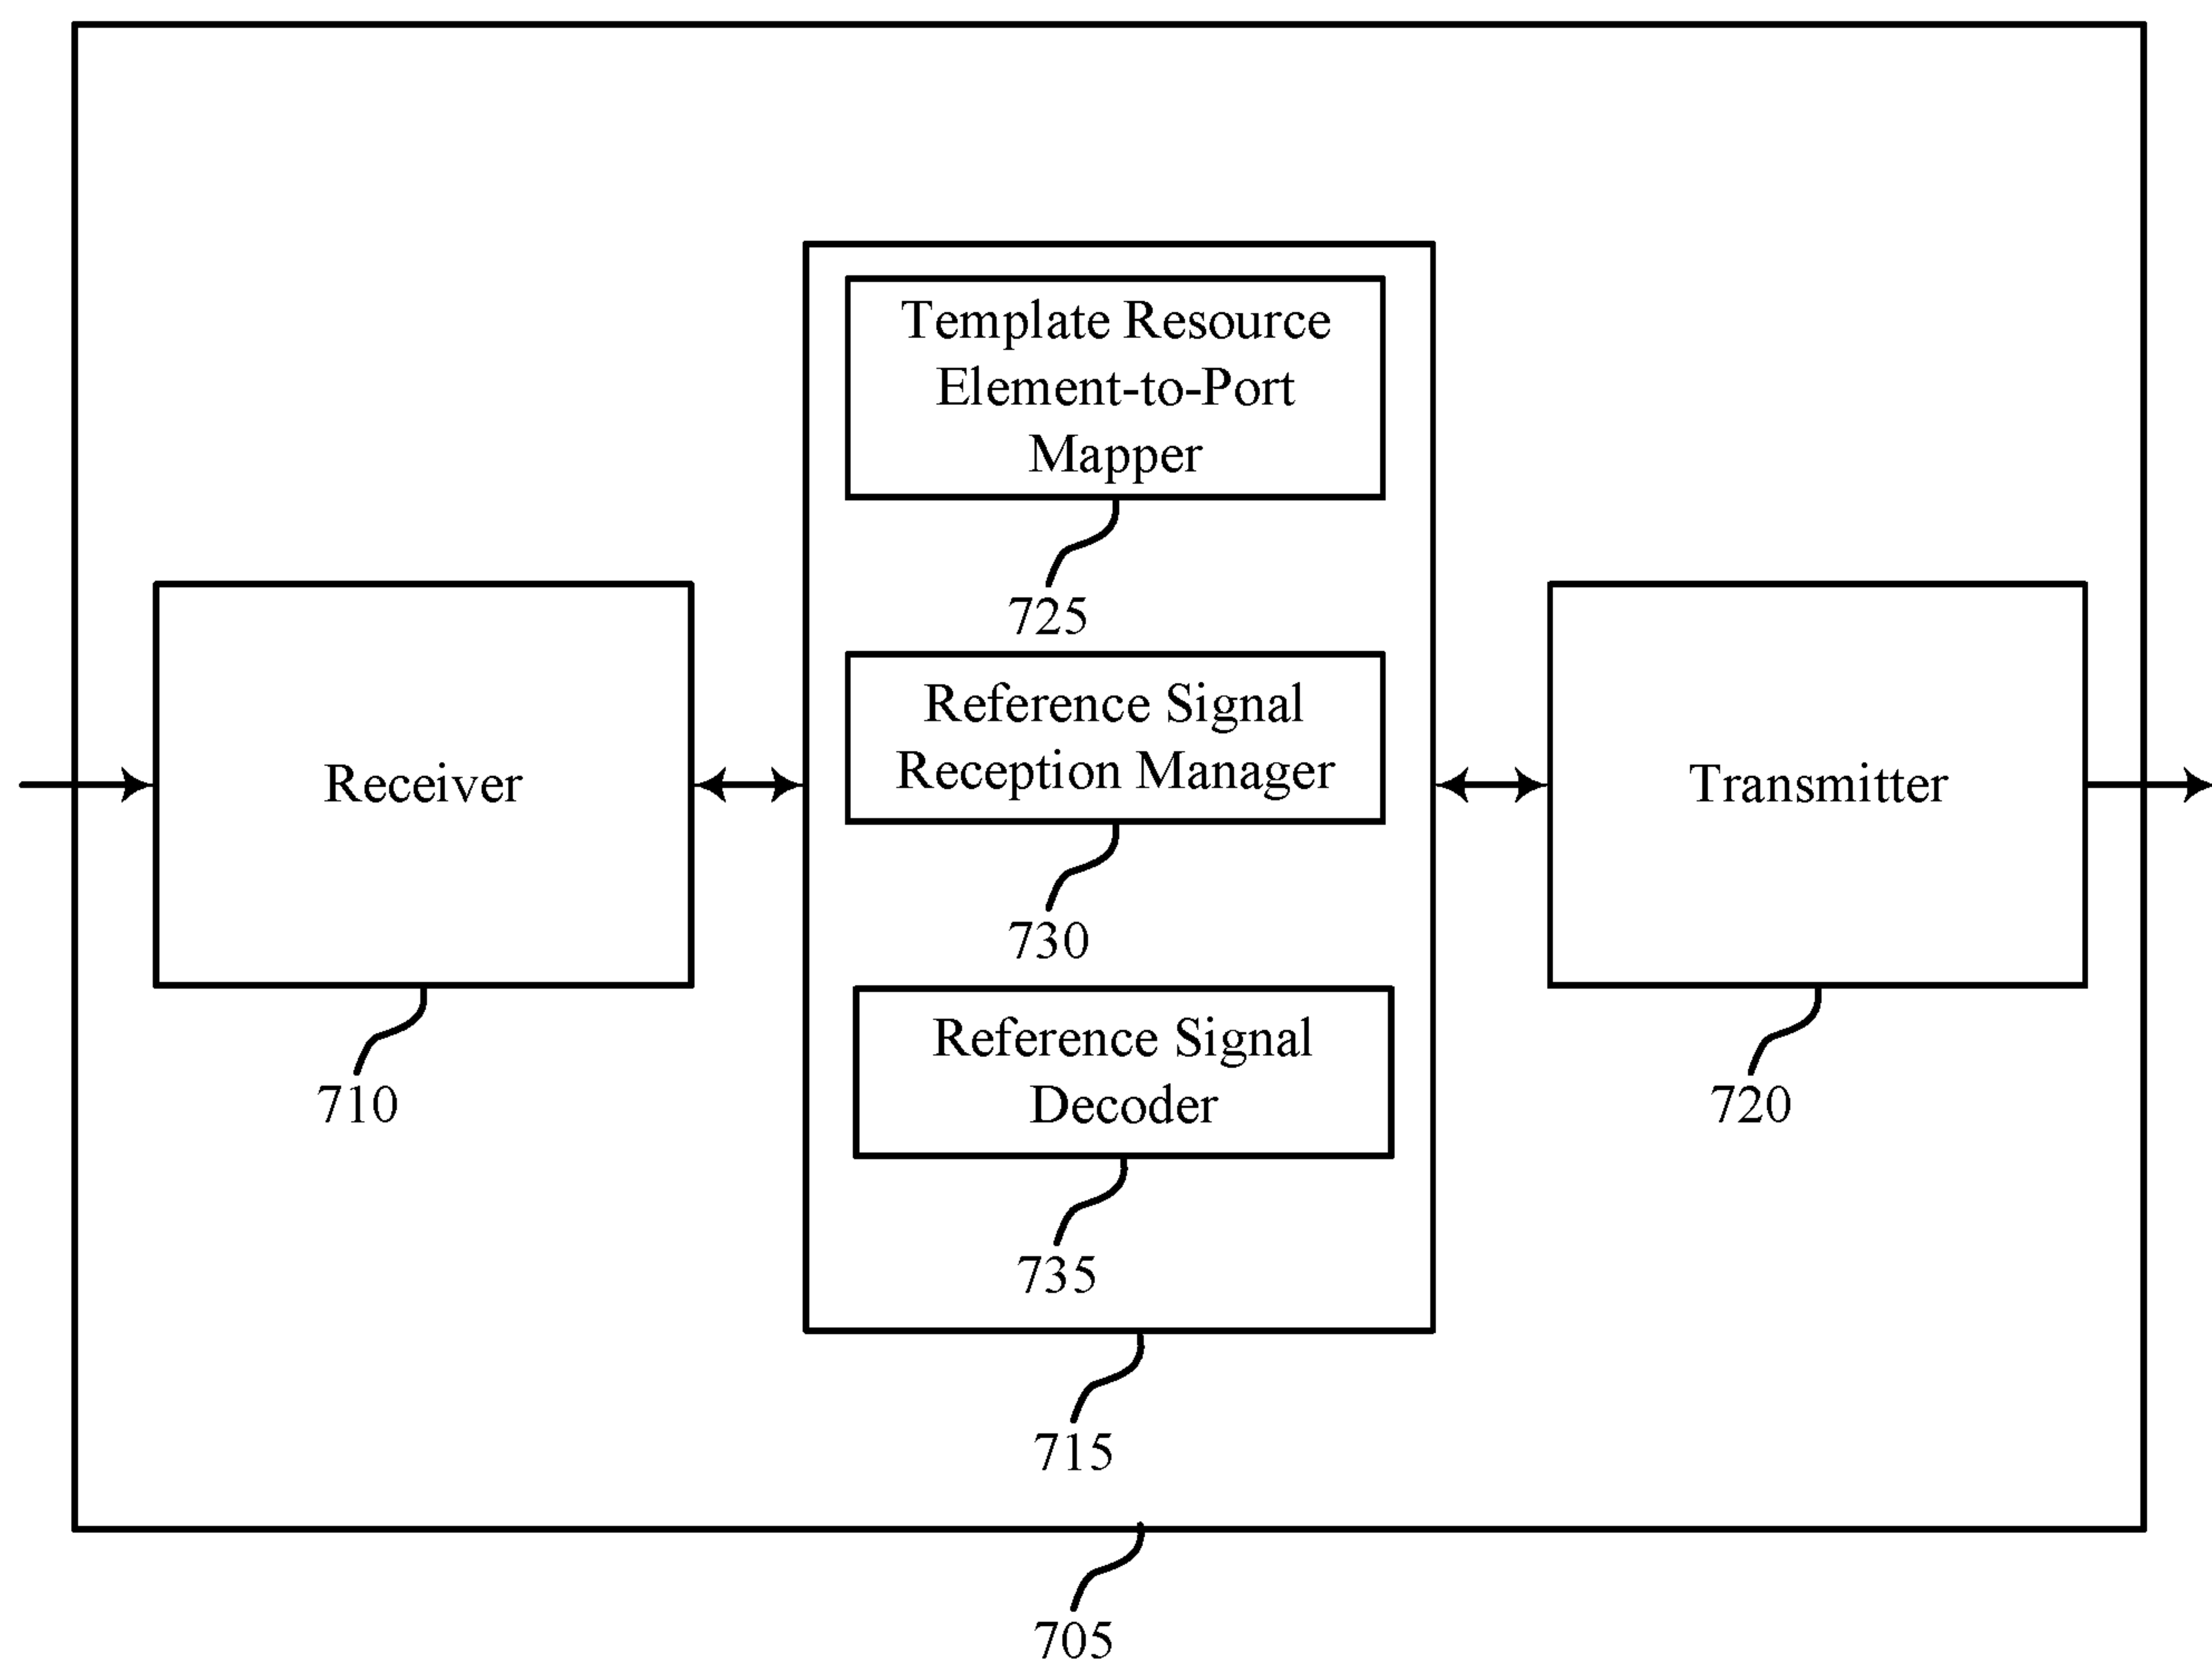 Template Resource
Element-to-Port
Mapper
725
Reference Signal
Reception Manager
730
Reference Signal
Decoder
735
715
Receiver
710
Transmitter
720
705